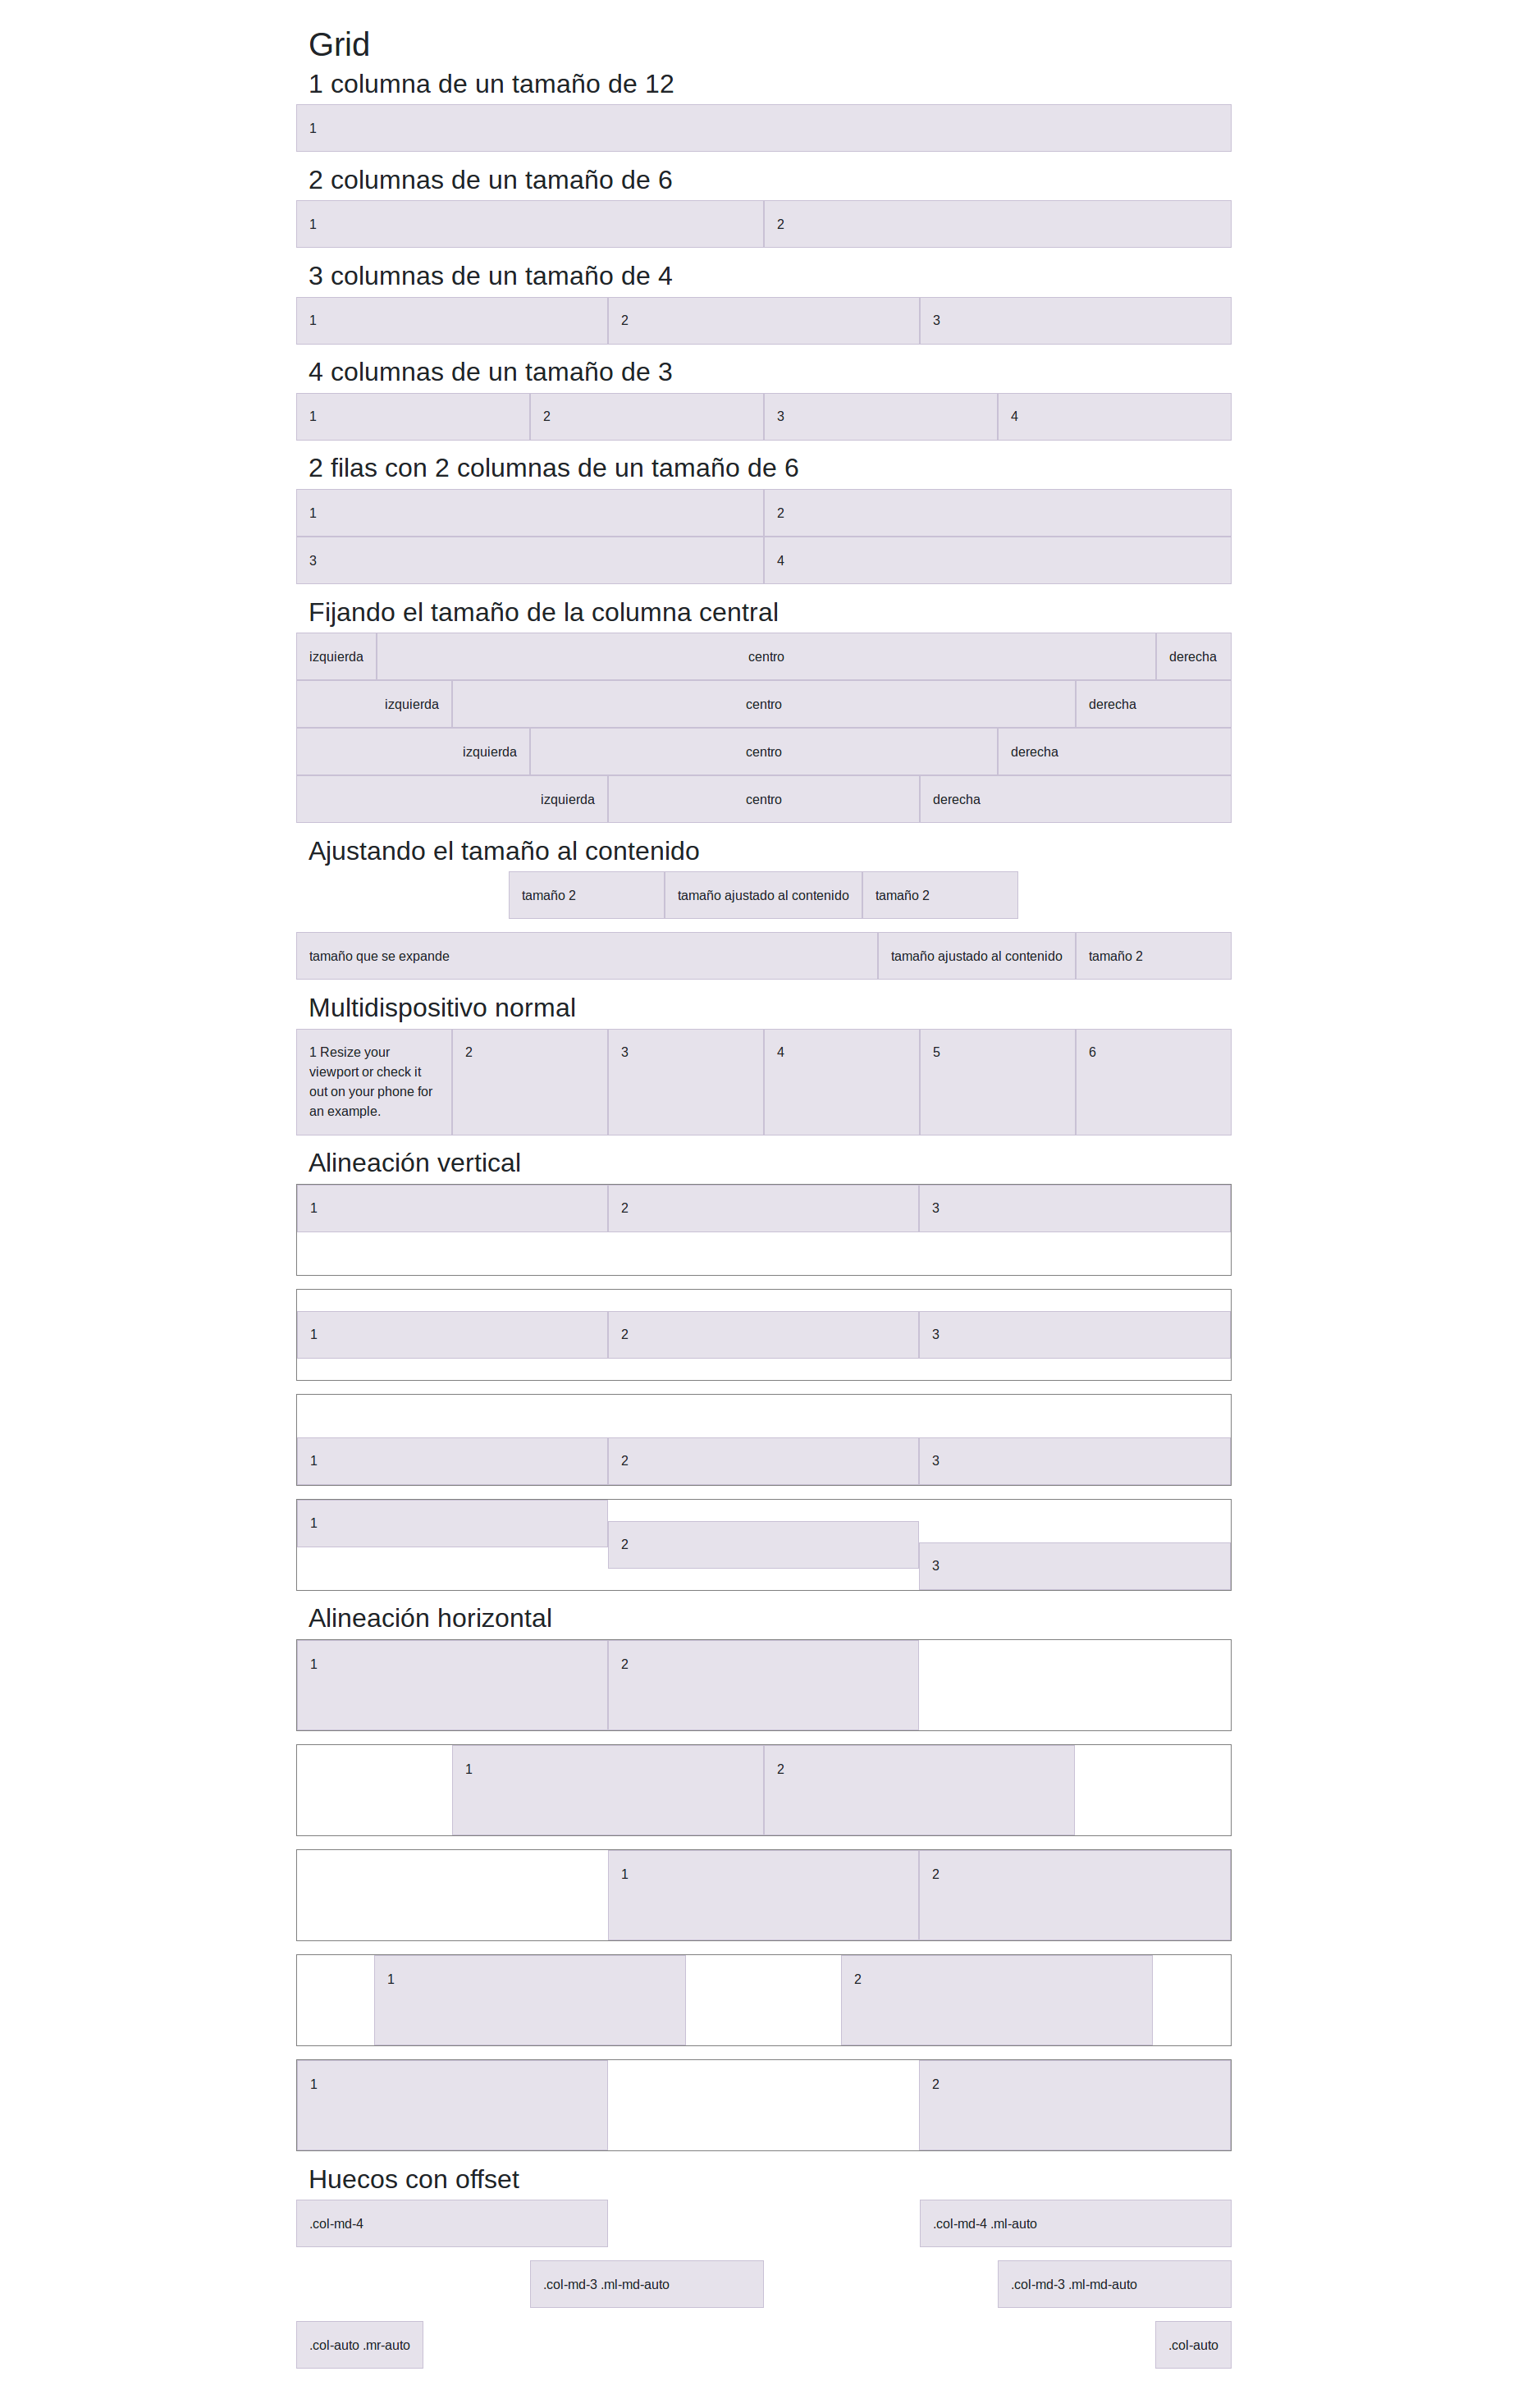 Grid
1 columna de un tamaño de 12
1
2 columnas de un tamaño de 6
1 2
3 columnas de un tamaño de 4
1 2 3
4 columnas de un tamaño de 3
1 2 3 4
2 filas con 2 columnas de un tamaño de 6
1 2
3 4
Fijando el tamaño de la columna central
izquierda centro derecha
izquierda centro derecha
izquierda centro derecha
izquierda centro derecha
Ajustando el tamaño al contenido
tamaño 2 tamaño ajustado al contenido tamaño 2
tamaño que se expande tamaño ajustado al contenido tamaño 2
Multidispositivo normal
1 Resize your 2 3 4 5 6
viewport or check it
out on your phone for
an example.
Alineación vertical
1 2 3
1 2 3
1 2 3
1
2
3
Alineación horizontal
1 2
1 2
1 2
1 2
1 2
Huecos con offset
.col-md-4 .col-md-4 .ml-auto
.col-md-3 .ml-md-auto .col-md-3 .ml-md-auto
.col-auto .mr-auto .col-auto